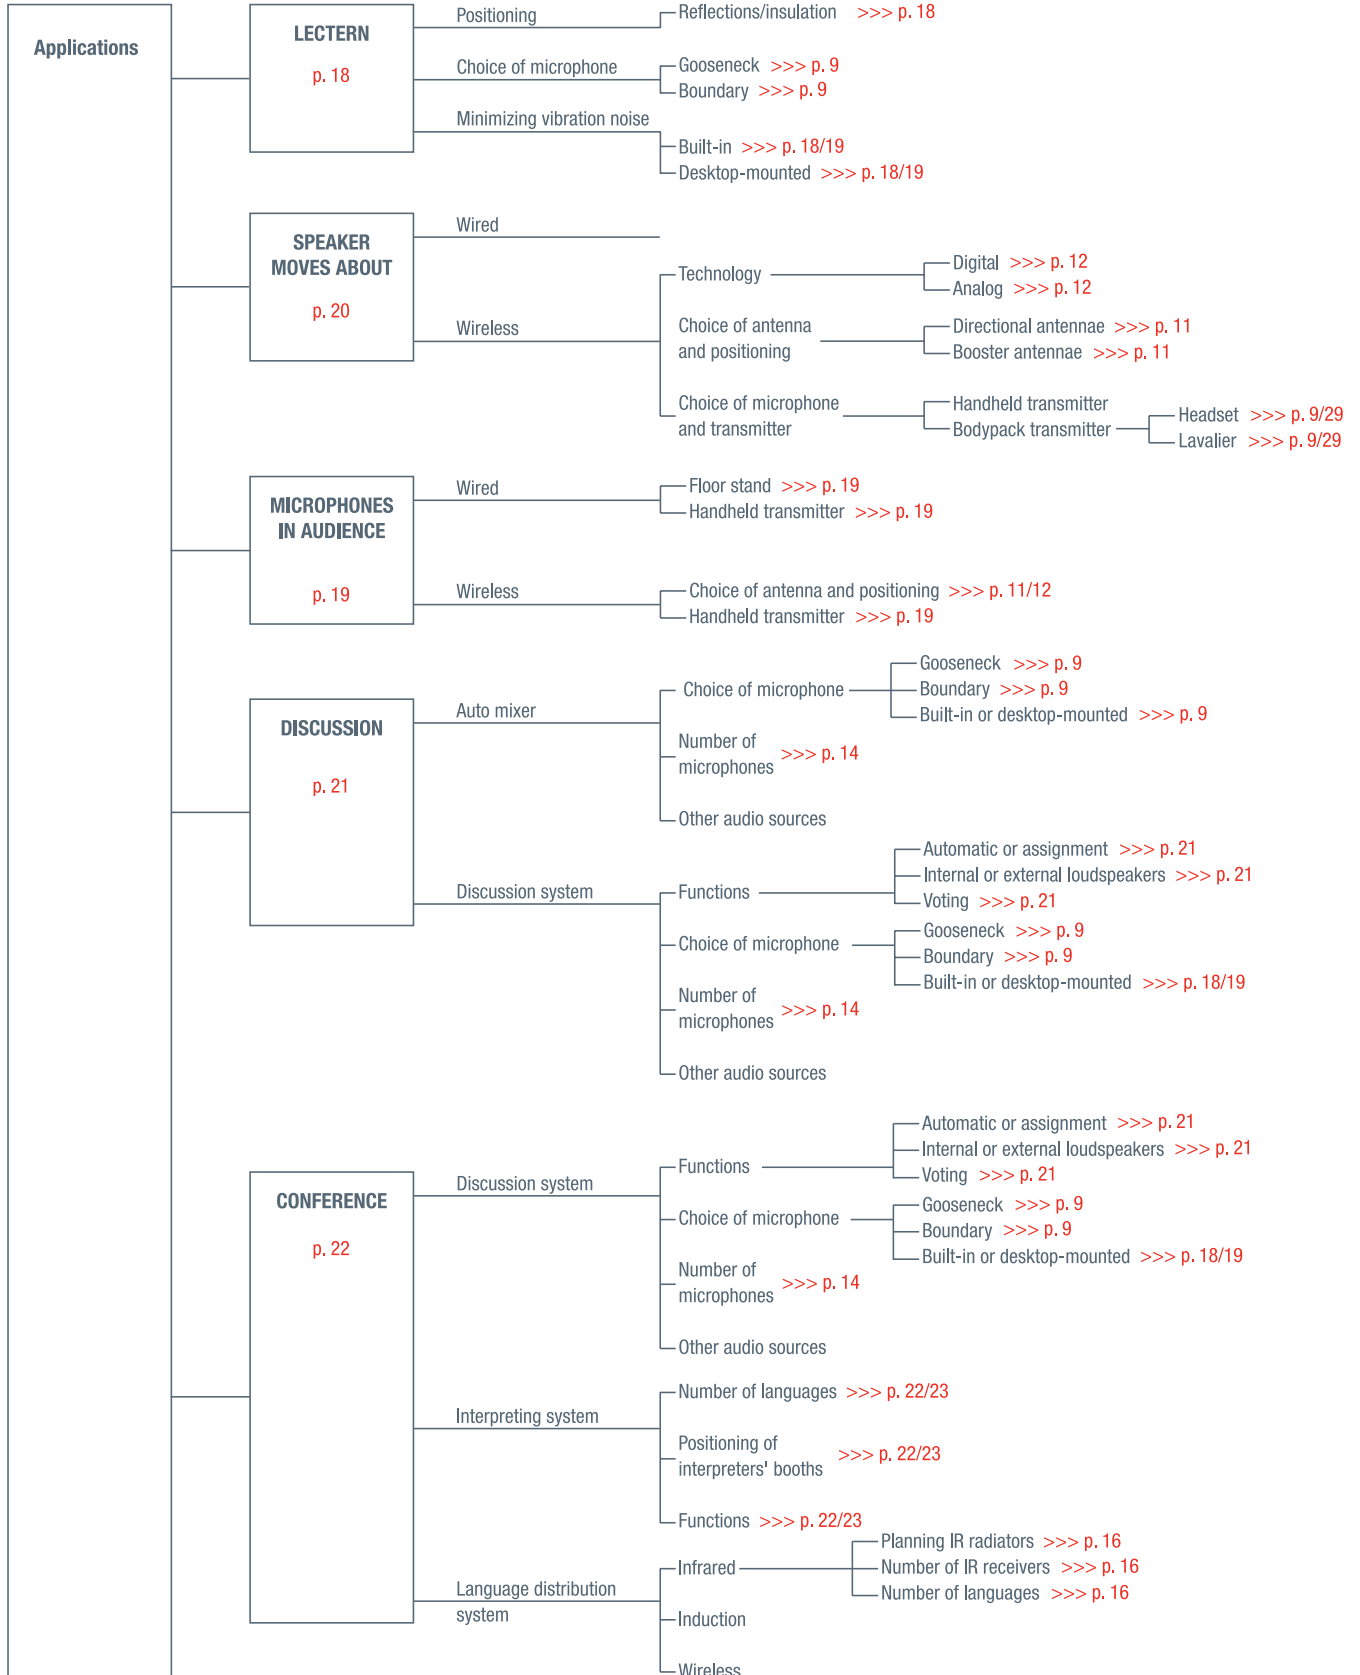 Applications
LECTERN
p. 18
Positioning
Reflections/insulation >>> p. 18
Choice of microphone
Gooseneck >>> p. 9
Boundary >>> p. 9
Minimizing vibration noise
Built-in >>> p. 18/19
Desktop-mounted >>> p. 18/19
SPEAKER
MOVES ABOUT
p. 20
Wired
Wireless
Technology
Digital >>> p. 12
Analog >>> p. 12
Choice of antenna
and positioning
Directional antennae >>> p. 11
Booster antennae >>> p. 11
Choice of microphone
and transmitter
Handheld transmitter
Bodypack transmitter
Headset >>> p. 9/29
Lavalier >>> p. 9/29
MICROPHONES
IN AUDIENCE
p. 19
Wired
Floor stand >>> p. 19
Handheld transmitter >>> p. 19
Wireless
Choice of antenna and positioning >>> p. 11/12
Handheld transmitter >>> p. 19
DISCUSSION
p. 21
Auto mixer
Choice of microphone
Gooseneck >>> p. 9
Boundary >>> p. 9
Built-in or desktop-mounted >>> p. 9
Number of
microphones >>> p. 14
Other audio sources
Discussion system
Functions
Automatic or assignment >>> p. 21
Internal or external loudspeakers >>> p. 21
Voting >>> p. 21
Choice of microphone
Gooseneck >>> p. 9
Boundary >>> p. 9
Built-in or desktop-mounted >>> p. 18/19
Number of
microphones >>> p. 14
Other audio sources
CONFERENCE
p. 22
Discussion system
Functions
Automatic or assignment >>> p. 21
Internal or external loudspeakers >>> p. 21
Voting >>> p. 21
Choice of microphone
Gooseneck >>> p. 9
Boundary >>> p. 9
Built-in or desktop-mounted >>> p. 18/19
Number of
microphones >>> p. 14
Other audio sources
Interpreting system
Number of languages >>> p. 22/23
Positioning of
interpreters' booths >>> p. 22/23
Functions >>> p. 22/23
Language distribution
system
Infrared
Planning IR radiators >>> p. 16
Number of IR receivers >>> p. 16
Number of languages >>> p. 16
Induction
Wireless